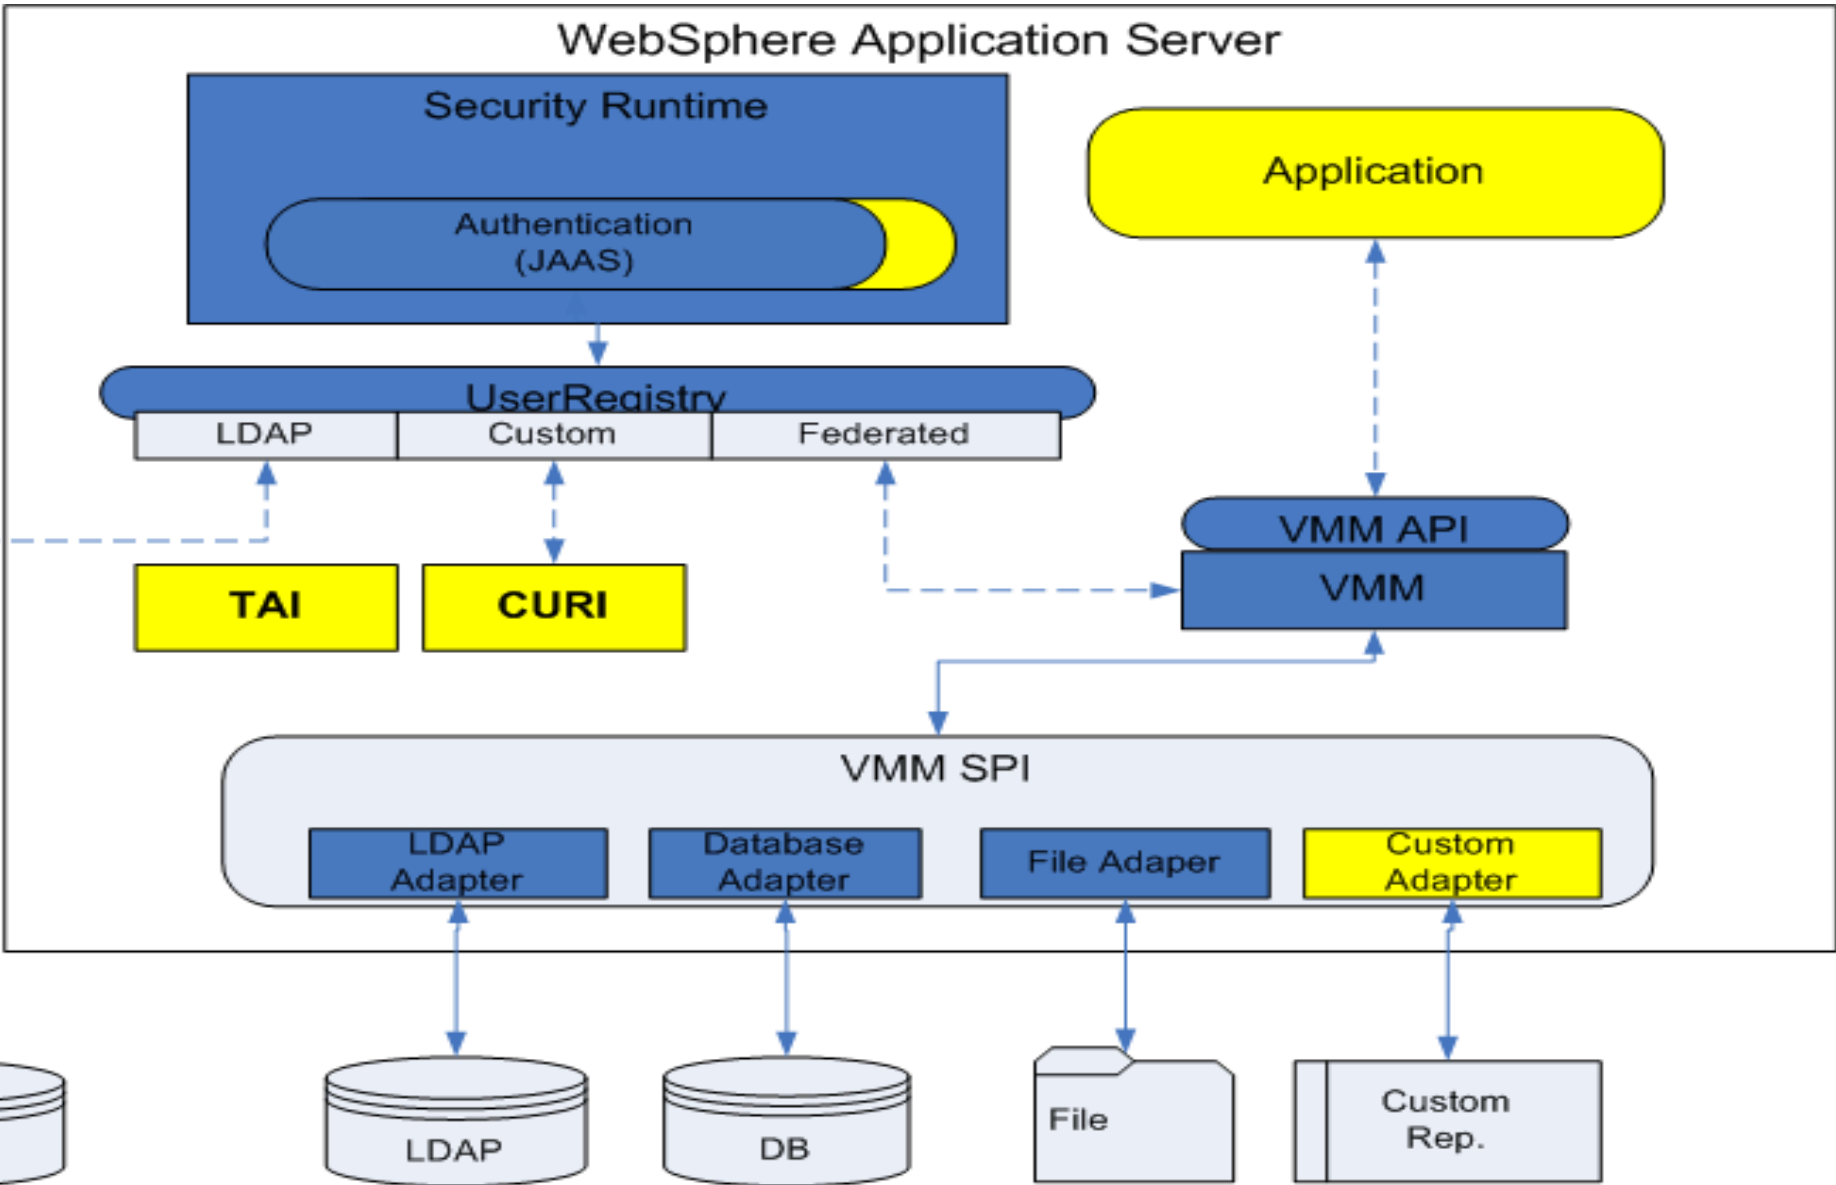 WebSphere Application Server
Security Runtime
Application
Authentication
(JAAS)
UserRegistry
LDAP
Custom
Federated
VMM API
VMM
TAI
CURI
VMM SPI
LDAP
Adapter
Database
Adapter
File Adaper
Custom
Adapter
LDAP
DB
File
Custom
Rep.